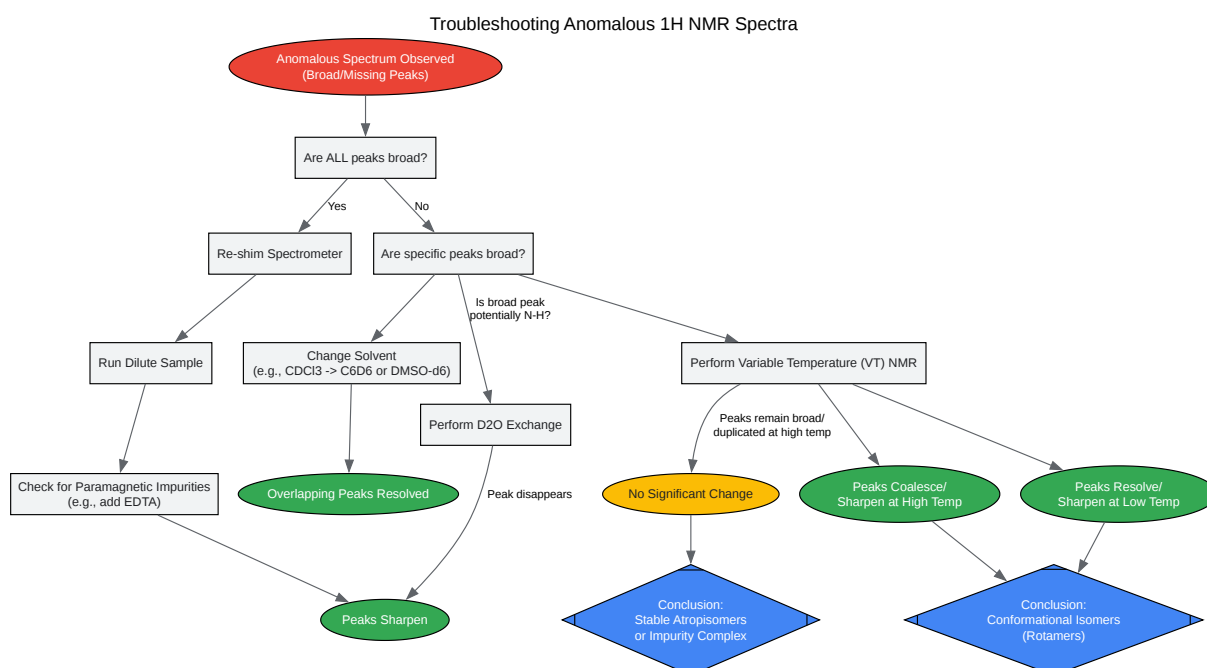 Troubleshooting Anomalous 1H NMR Spectra
Anomalous Spectrum Observed
(Broad/Missing Peaks)
Are ALL peaks broad?
Yes
No
Re-shim Spectrometer
Are specific peaks broad?
Is broad peak
potentially N-H?
Run Dilute Sample
Change Solvent
(e.g., CDCl3 -> C6D6 or DMSO-d6)
Perform Variable Temperature (VT) NMR
Perform D2O Exchange
Peaks remain broad/
duplicated at high temp
Check for Paramagnetic Impurities
(e.g., add EDTA)
Overlapping Peaks Resolved
Peak disappears
No Significant Change
Peaks Coalesce/
Sharpen at High Temp
Peaks Resolve/
Sharpen at Low Temp
Peaks Sharpen
Conclusion:
Stable Atropisomers
or Impurity Complex
Conclusion:
Conformational Isomers
(Rotamers)